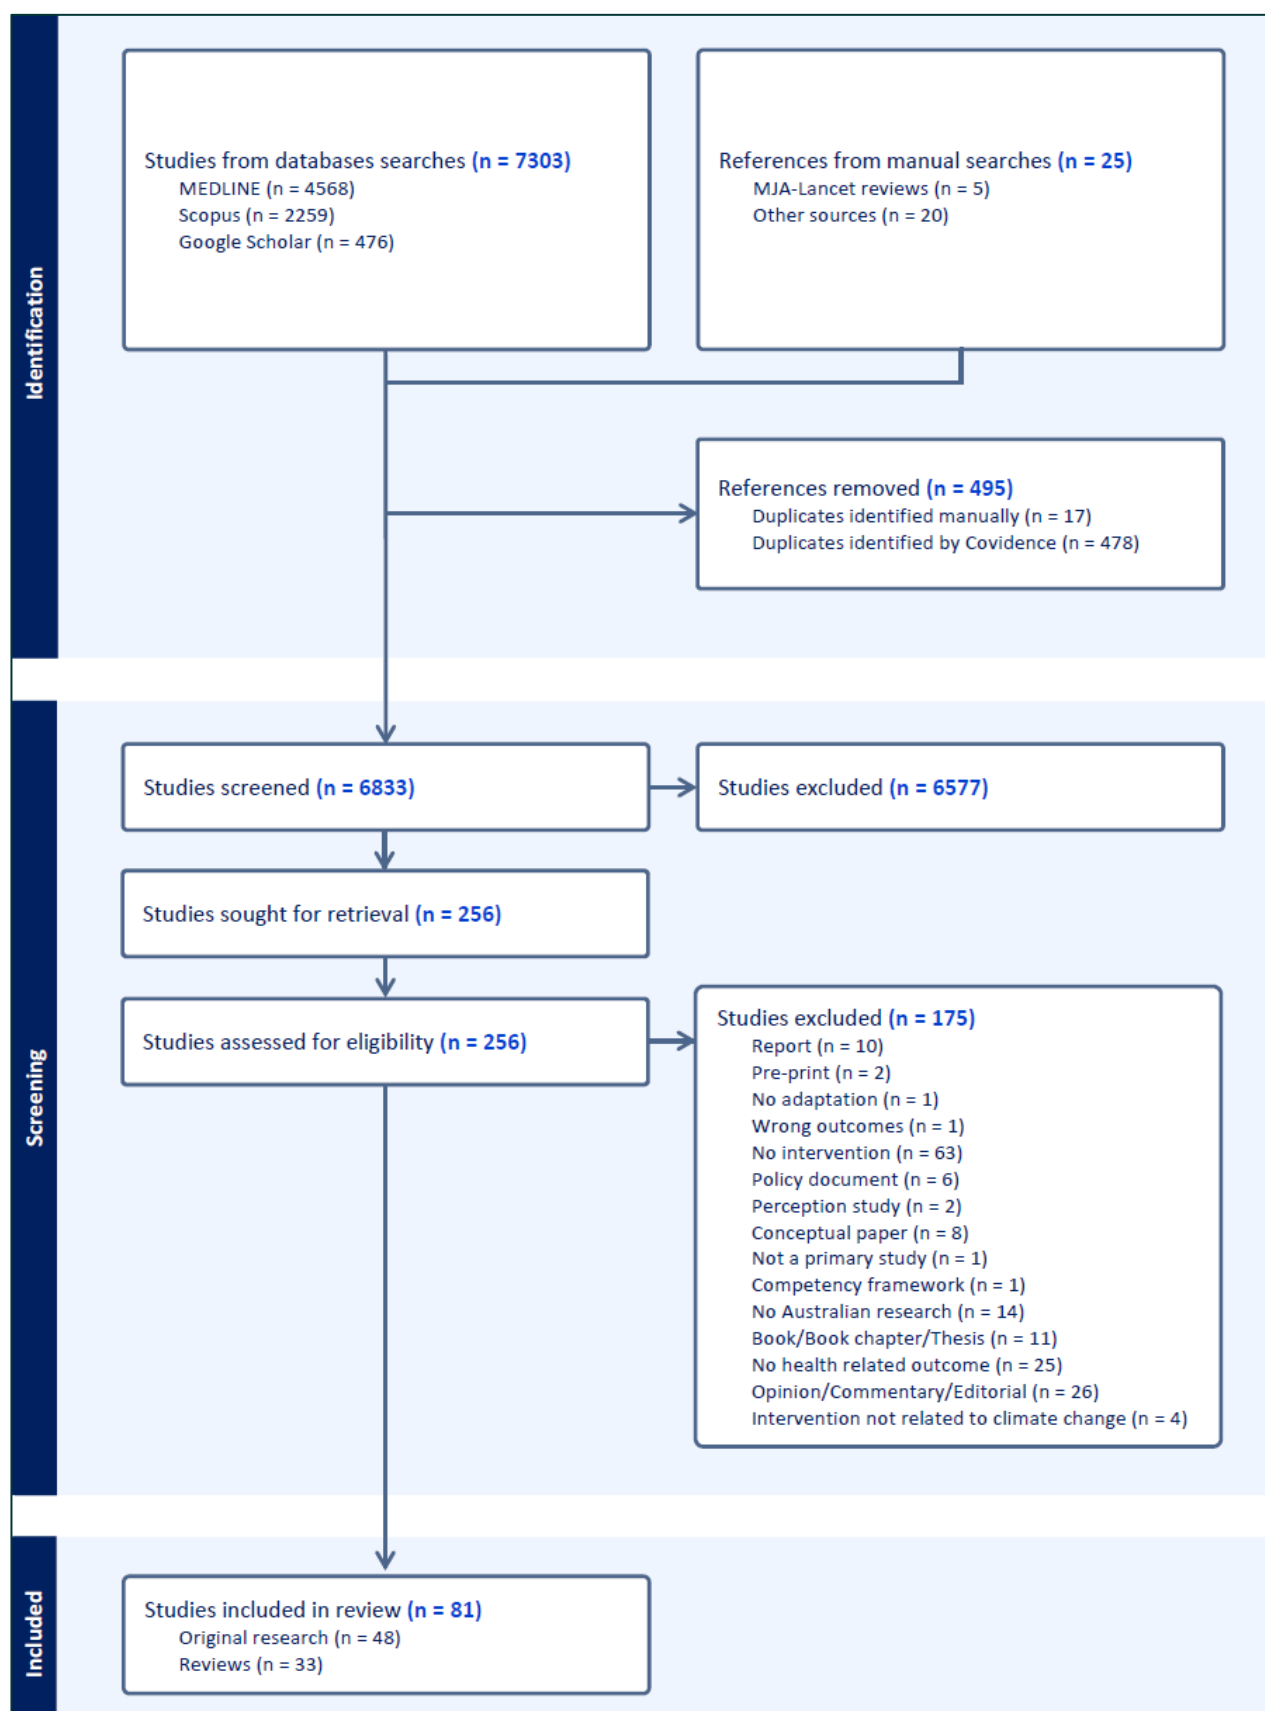 Identification
Studies from databases searches (n = 7303)
MEDLINE (n = 4568)
Scopus (n = 2259)
Google Scholar (n = 476)
References from manual searches (n = 25)
MJA-Lancet reviews (n = 5)
Other sources (n = 20)
References removed (n = 495)
Duplicates identified manually (n = 17)
Duplicates identified by Covidence (n = 478)
Screening
Studies screened (n = 6833)
Studies excluded (n = 6577)
Studies sought for retrieval (n = 256)
Studies assessed for eligibility (n = 256)
Studies excluded (n = 175)
Report (n = 10)
Pre-print (n = 2)
No adaptation (n = 1)
Wrong outcomes (n = 1)
No intervention (n = 63)
Policy document (n = 6)
Perception study (n = 2)
Conceptual paper (n = 8)
Not a primary study (n = 1)
Competency framework (n = 1)
No Australian research (n = 14)
Book/Book chapter/Thesis (n = 11)
No health related outcome (n = 25)
Opinion/Commentary/Editorial (n = 26)
Intervention not related to climate change (n = 4)
Included
Studies included in review (n = 81)
Original research (n = 48)
Reviews (n = 33)